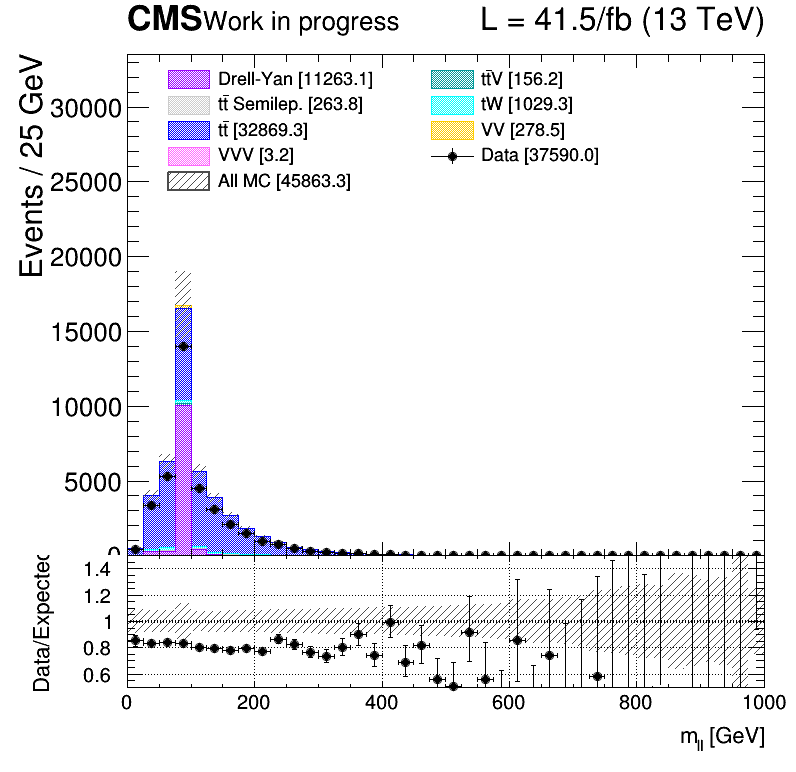 CMS Work in progress L = 41.5/fb (13 TeV)
Events / 25 GeV
30000
25000
20000
15000
10000
5000
0
Drell-Yan [11263.1]
tt̄ Semilep. [263.8]
tt̄ [32869.3]
VVV [3.2]
All MC [45863.3]
tt̄V [156.2]
tW [1029.3]
VV [278.5]
Data [37590.0]
Data/Expected
1.4
1.2
1
0.8
0.6
0 200 400 600 800 1000
m_ll [GeV]